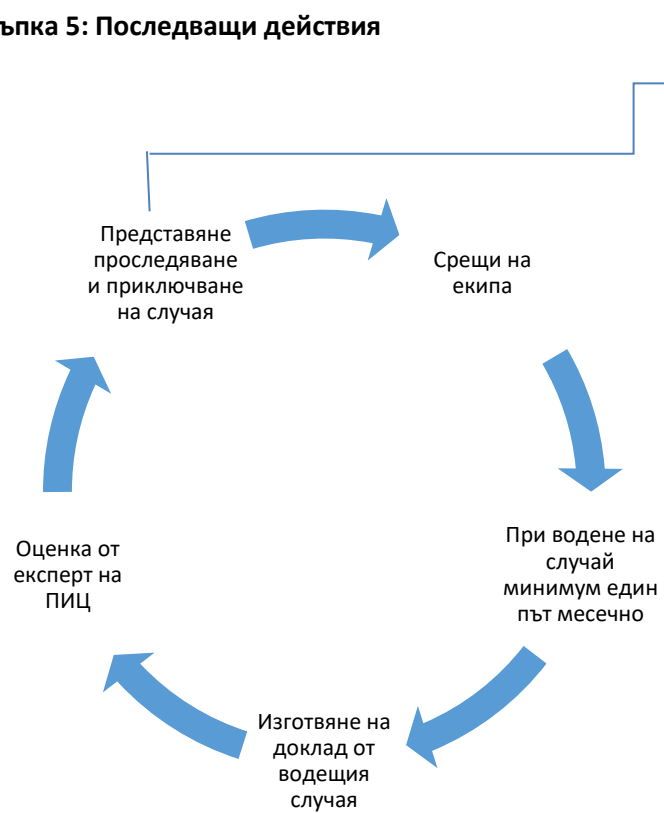 ъпка 5: Последващи действия
Представяне
проследяване
и приключване
на случая
Срещи на
екипа
При водене на
случай
минимум един
път месечно
Изготвяне на
доклад от
водещия
случая
Оценка от
експерт на
ПИЦ